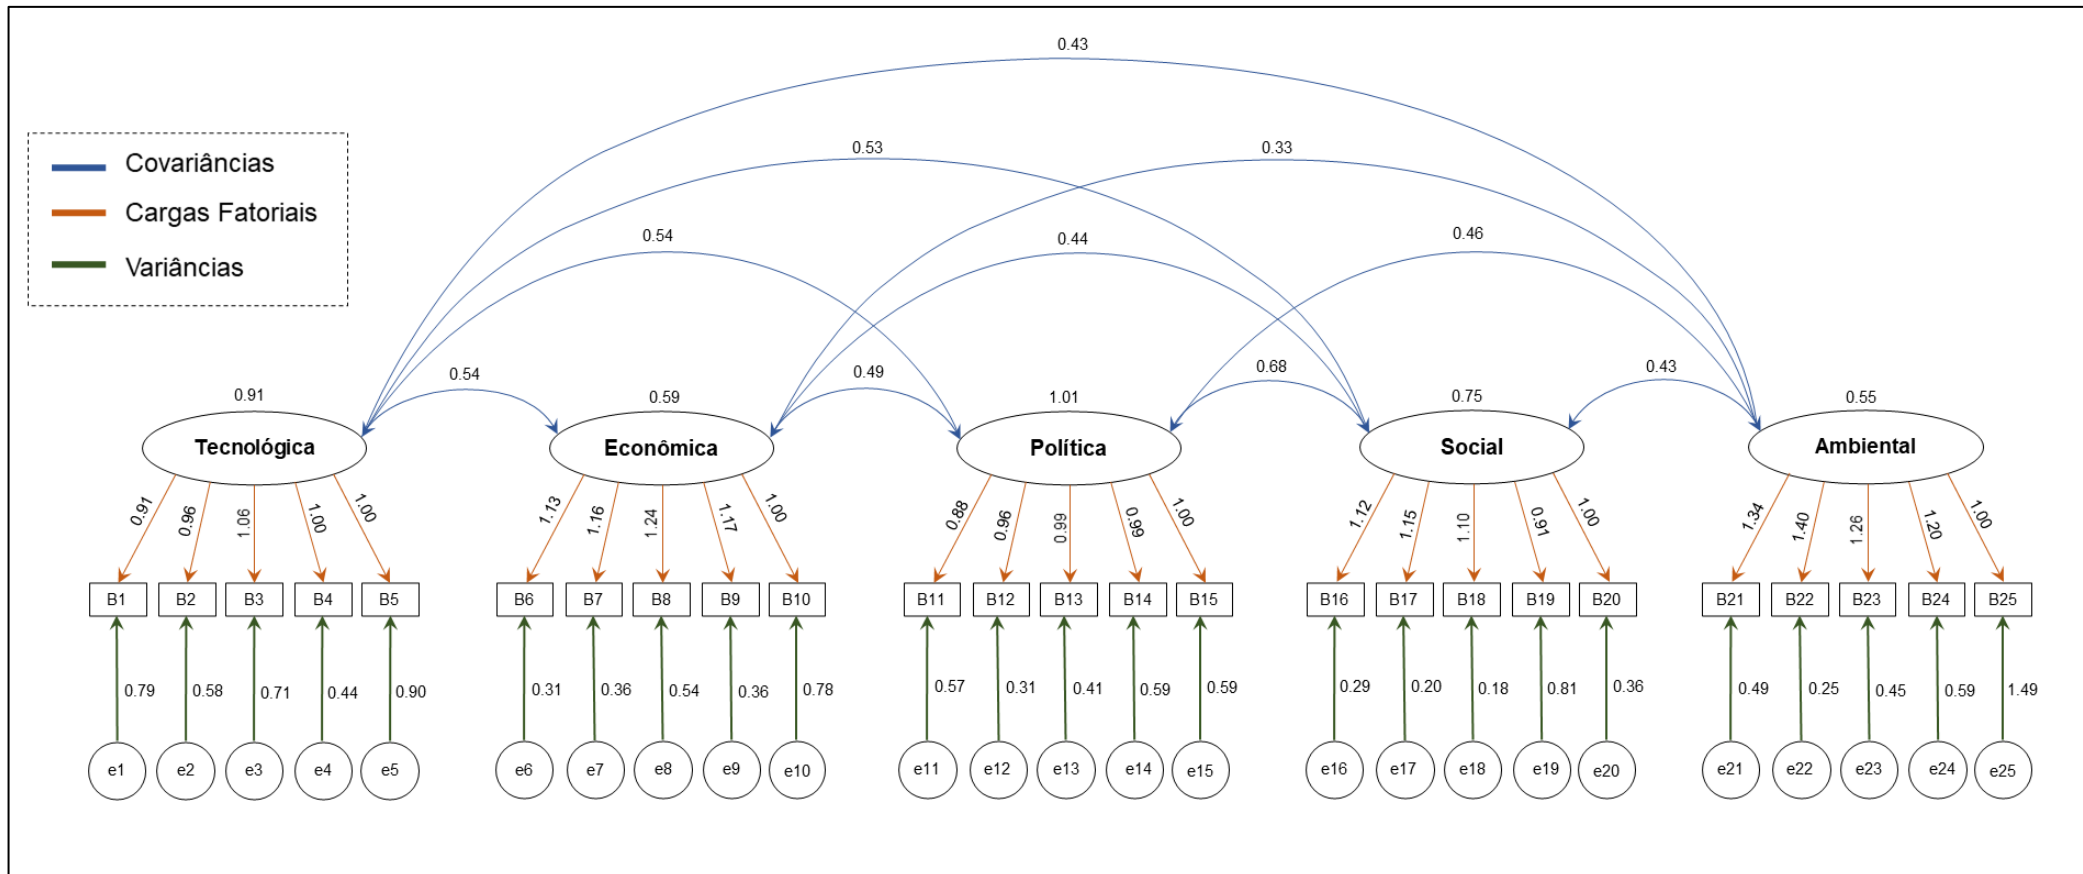 0.43
Covariâncias
Cargas Fatoriais
Variâncias
0.53
0.33
0.54
0.44
0.46
0.54
0.49
0.68
0.43
0.91
0.59
1.01
0.75
0.55
Tecnológica
Econômica
Política
Social
Ambiental
0.91 0.96 1.06 1.00 1.00
1.13 1.16 1.24 1.17 1.00
0.88 0.96 0.99 0.99 1.00
1.12 1.15 1.10 0.91 1.00
1.34 1.40 1.26 1.20 1.00
B1 B2 B3 B4 B5
B6 B7 B8 B9 B10
B11 B12 B13 B14 B15
B16 B17 B18 B19 B20
B21 B22 B23 B24 B25
0.79 0.58 0.71 0.44 0.90
0.31 0.36 0.54 0.36 0.78
0.57 0.31 0.41 0.59 0.59
0.29 0.20 0.18 0.81 0.36
0.49 0.25 0.45 0.59 1.49
e1 e2 e3 e4 e5
e6 e7 e8 e9 e10
e11 e12 e13 e14 e15
e16 e17 e18 e19 e20
e21 e22 e23 e24 e25